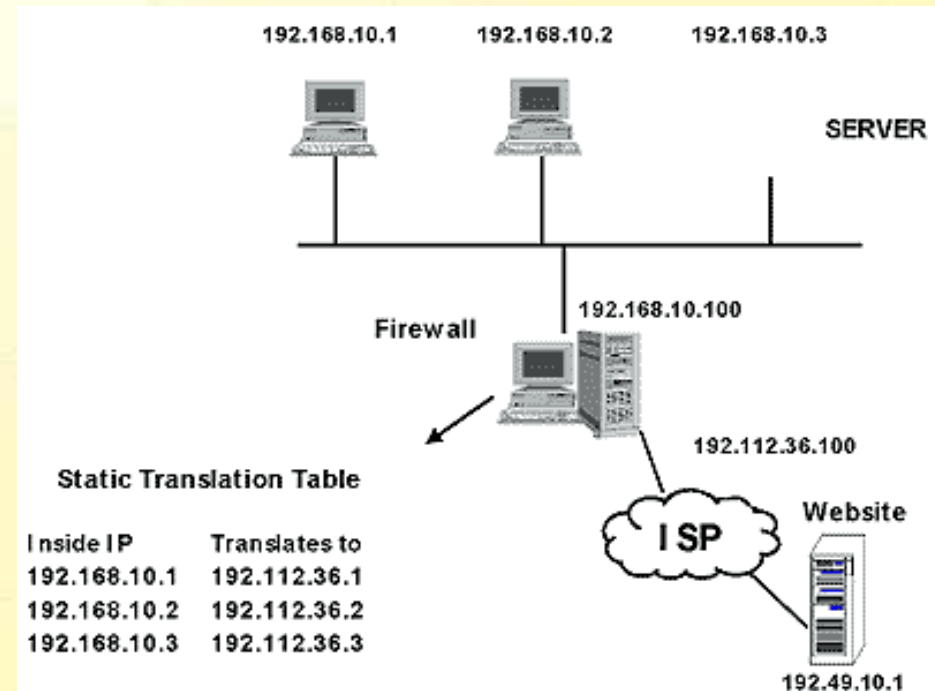 192.168.10.1 192.168.10.2 192.168.10.3
SERVER
192.168.10.100
Firewall
192.112.36.100
Static Translation Table
Website
ISP
Inside IP Translates to
192.168.10.1 192.112.36.1
192.168.10.2 192.112.36.2
192.168.10.3 192.112.36.3
192.49.10.1